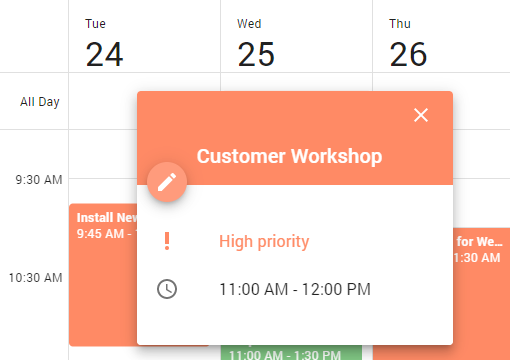 Tue
24
Wed
25
Thu
26
All Day
Customer Workshop
9:30 AM
Install New
9:45 AM -
High priority
for We...
1:30 AM
10:30 AM
11:00 AM - 12:00 PM
11:00 AM - 1:30 PM